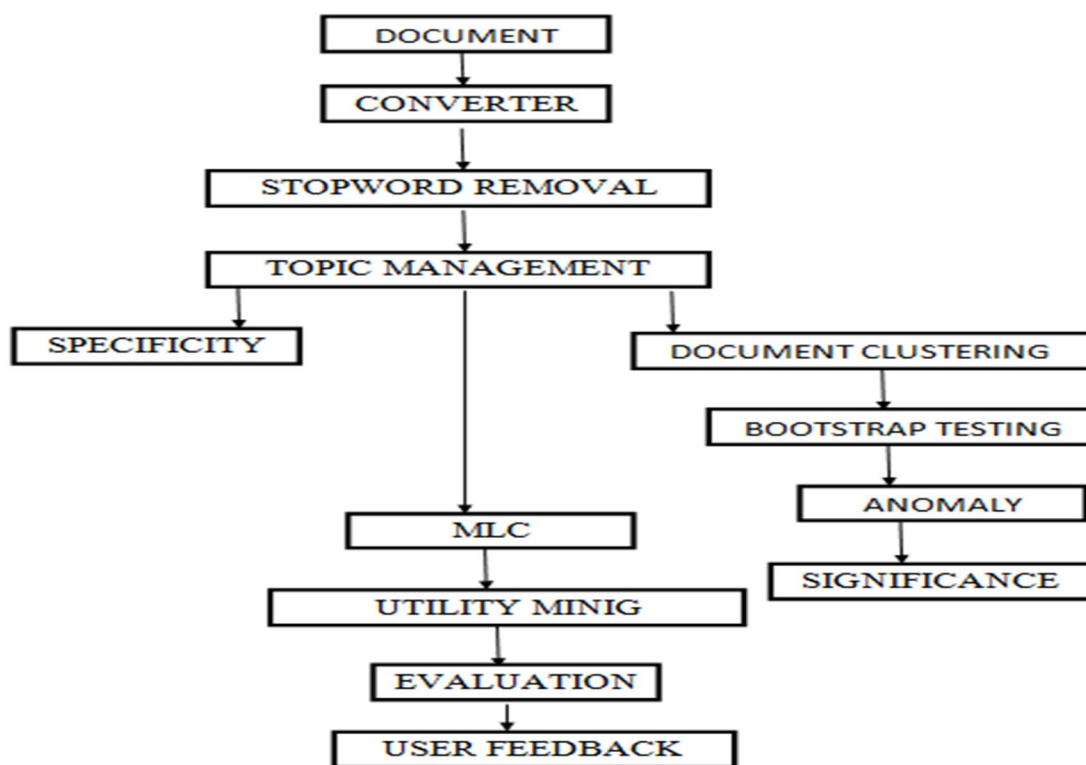 DOCUMENT
CONVERTER
STOPWORD REMOVAL
TOPIC MANAGEMENT
SPECIFICITY
DOCUMENT CLUSTERING
BOOTSTRAP TESTING
ANOMALY
SIGNIFICANCE
MLC
UTILITY MINIG
EVALUATION
USER FEEDBACK